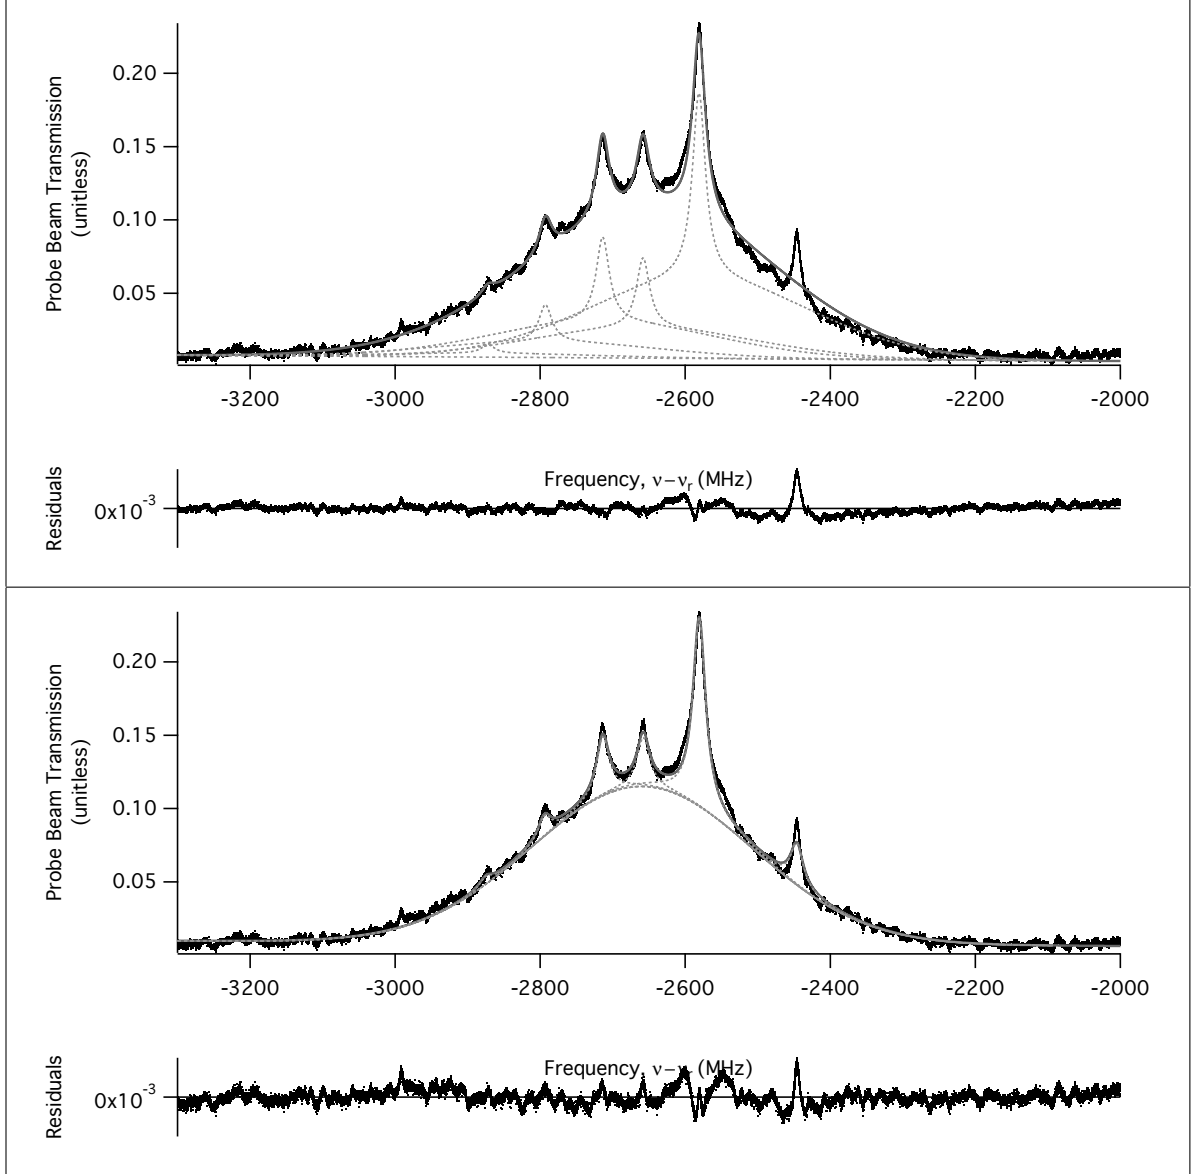 Probe Beam Transmission
(unitless)
0.20
0.15
0.10
0.05
-3200 -3000 -2800 -2600 -2400 -2200 -2000
Frequency, ν−νr (MHz)
Residuals
0x10-3
Probe Beam Transmission
(unitless)
0.20
0.15
0.10
0.05
-3200 -3000 -2800 -2600 -2400 -2200 -2000
Frequency, ν− (MHz)
Residuals
0x10-3